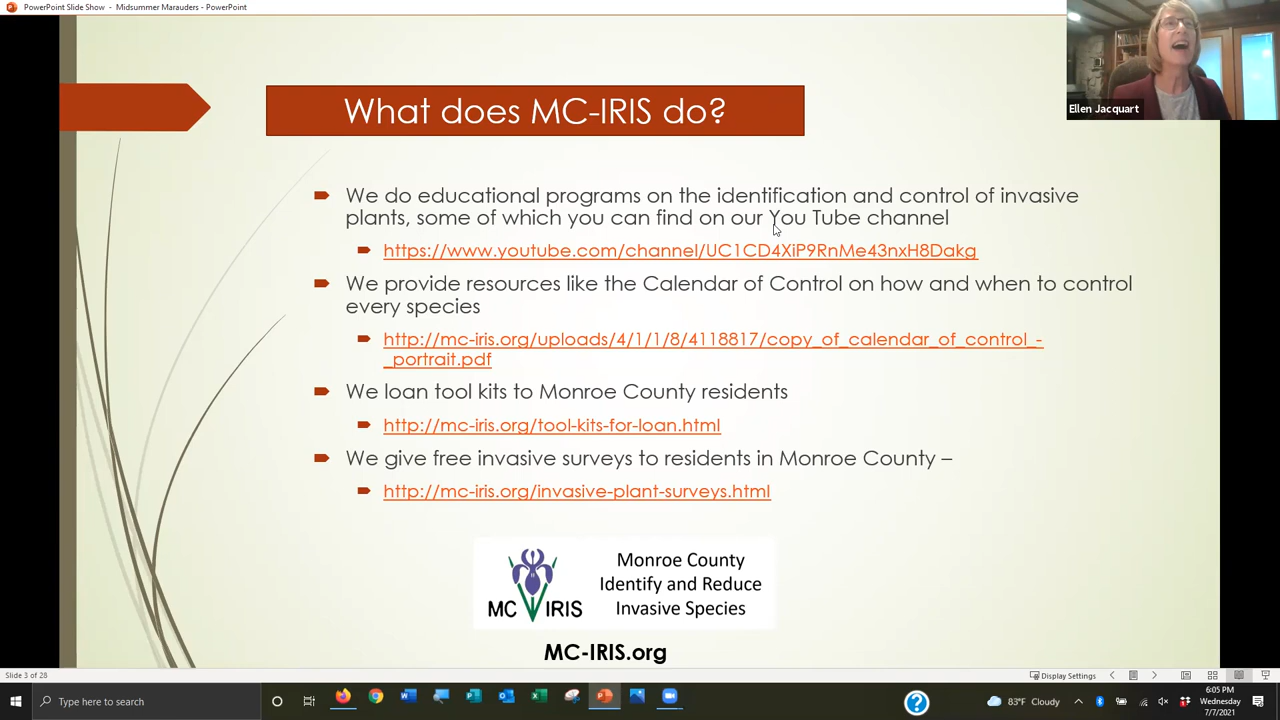 PowerPoint Slide Show - Midsummer Marauders - PowerPoint
Ellen Jacquart
What does MC-IRIS do?
We do educational programs on the identification and control of invasive
plants, some of which you can find on our You Tube channel
https://www.youtube.com/channel/UC1CD4XiP9RnMe43nxH8Dakg
We provide resources like the Calendar of Control on how and when to control
every species
http://mc-iris.org/uploads/4/1/1/8/4118817/copy_of_calendar_of_control_-
_portrait.pdf
We loan tool kits to Monroe County residents
http://mc-iris.org/tool-kits-for-loan.html
We give free invasive surveys to residents in Monroe County –
http://mc-iris.org/invasive-plant-surveys.html
MC IRIS
Monroe County
Identify and Reduce
Invasive Species
MC-IRIS.org
Slide 3 of 28
Display Settings
Type here to search
83°F Cloudy
6:05 PM
Wednesday
7/7/2021